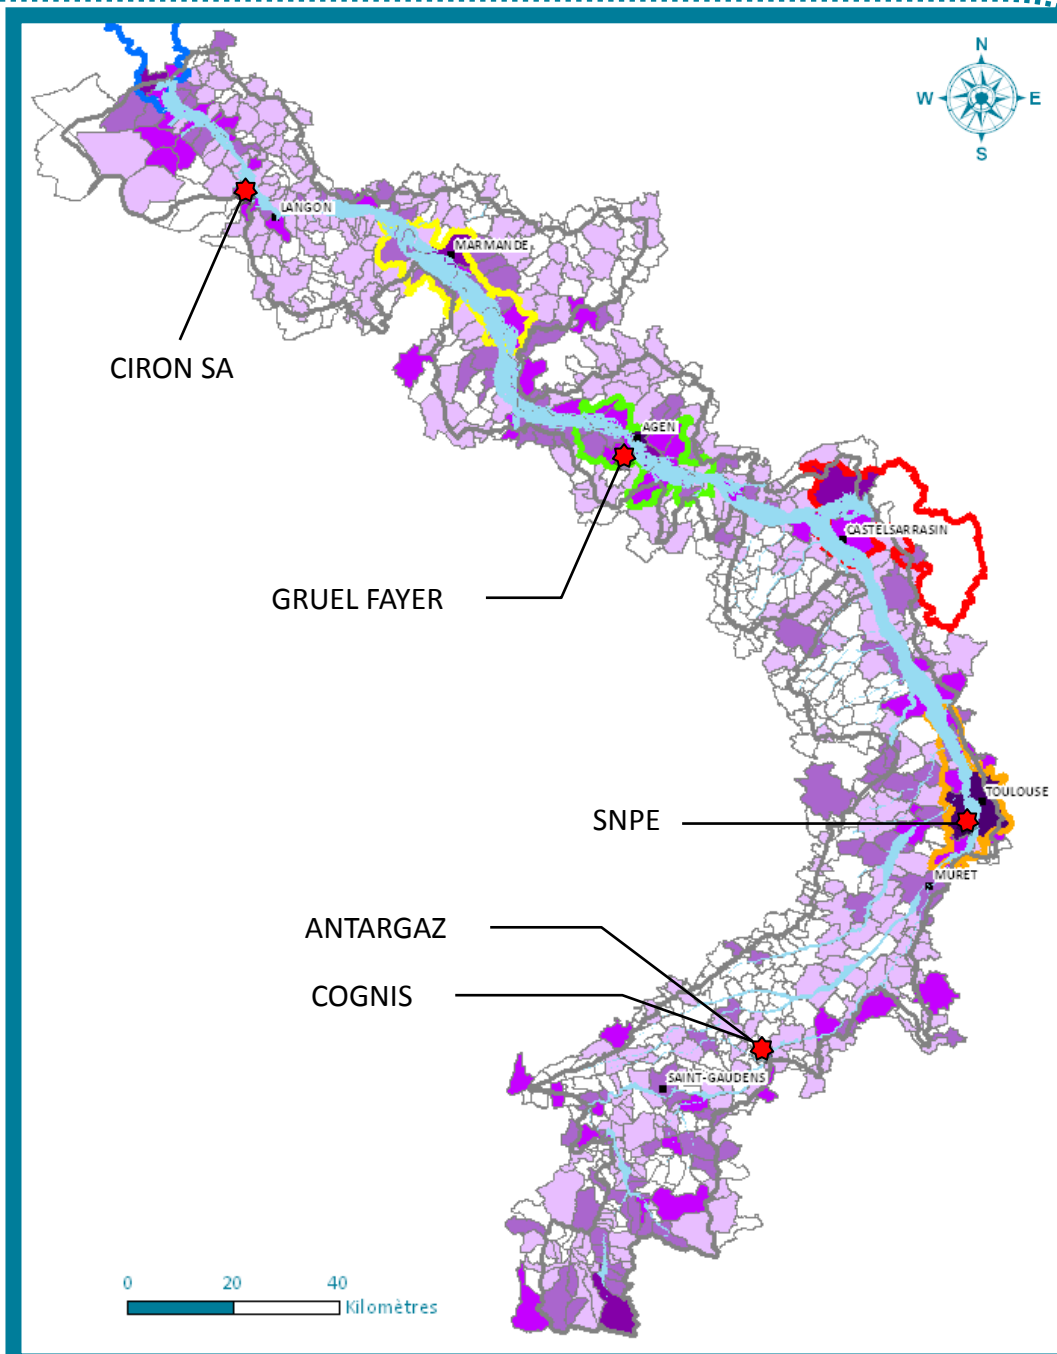 N
W E
S
LANGON
MARMANDE
CIRON SA
AGEN
CASTELSARRASIN
GRUEL FAYER
TOULOUSE
SNPE
MURET
ANTARGAZ
COGNIS
SAINT-GAUDENS
0 20 40
Kilomètres